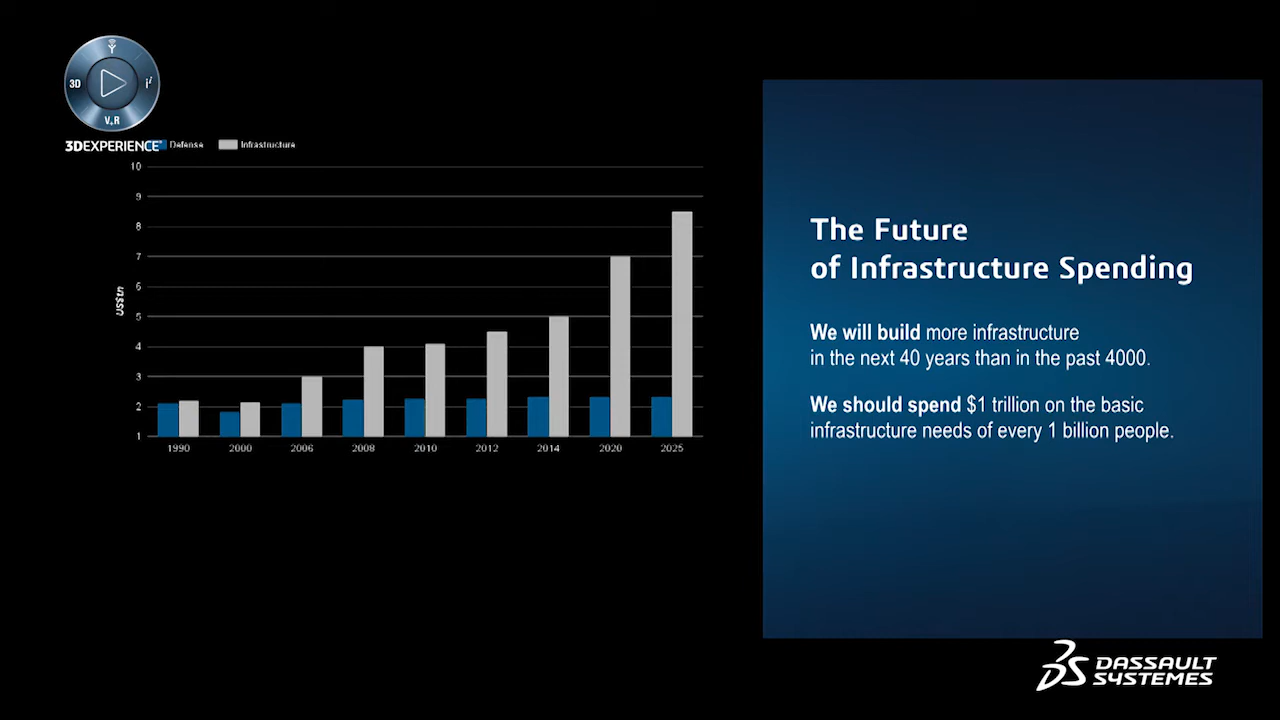 3D
V,R
3DEXPERIENCE
Defense
Infrastructure
10
9
8
7
6
5
4
3
2
1
US$tn
1990
2000
2006
2008
2010
2012
2014
2020
2025
The Future
of Infrastructure Spending
We will build more infrastructure
in the next 40 years than in the past 4000.
We should spend $1 trillion on the basic
infrastructure needs of every 1 billion people.
DASSAULT
SYSTEMES